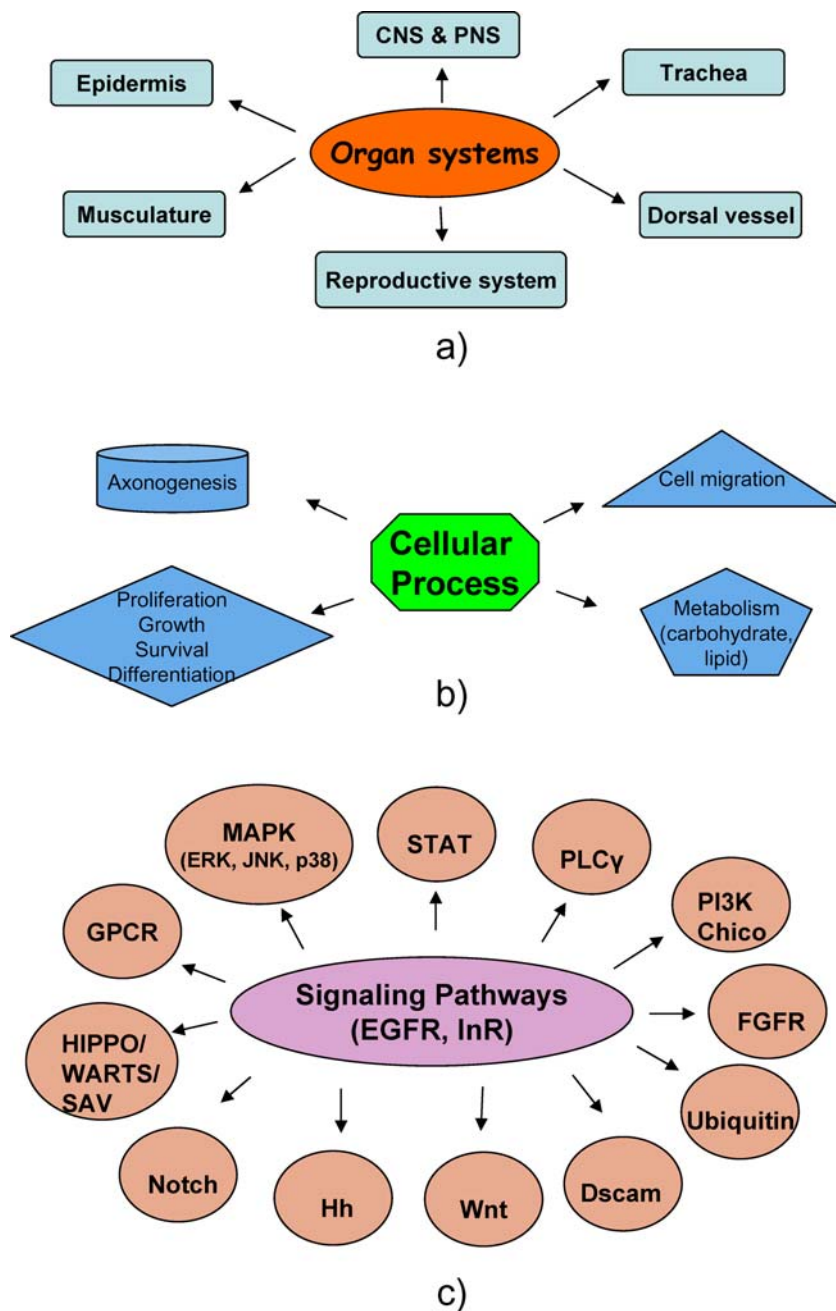 CNS & PNS
Epidermis
Trachea
Organ systems
Musculature
Dorsal vessel
Reproductive system
a)
Axonogenesis
Cell migration
Cellular
Process
Proliferation
Growth
Survival
Differentiation
Metabolism
(carbohydrate,
lipid)
b)
MAPK
(ERK, JNK, p38)
STAT
PLCγ
PI3K
Chico
GPCR
Signaling Pathways
(EGFR, InR)
FGFR
HIPPO/
WARTS/
SAV
Ubiquitin
Notch
Hh
Wnt
Dscam
c)